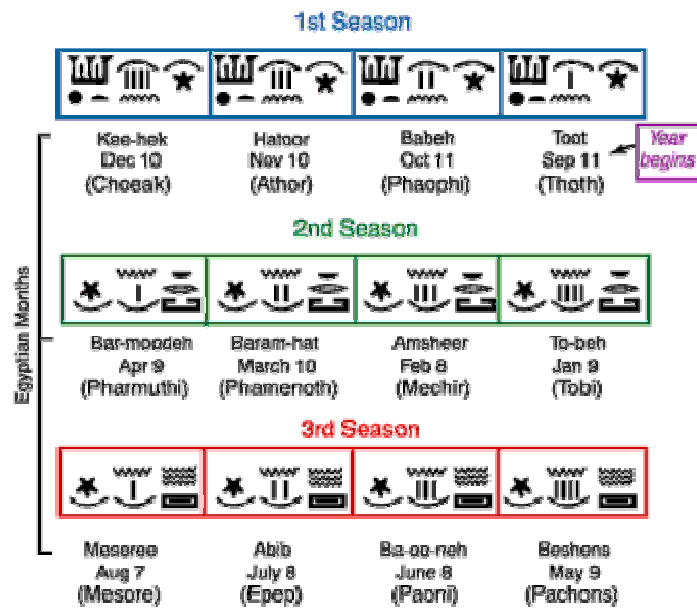 1st Season
Kee-hek
Dec 10
(Choeak)
Hatoor
Nov 10
(Athor)
Babeh
Oct 11
(Phaophi)
Toot
Sep 11
(Thoth)
Year
begins
Egyptian Months
2nd Season
Bar-moodeh
Apr 9
(Pharmuthi)
Baram-hat
March 10
(Phamenoth)
Amsheer
Feb 8
(Mechir)
To-beh
Jan 9
(Tobi)
3rd Season
Mesoree
Aug 7
(Mesore)
Abib
July 8
(Epep)
Ba-oo-neh
June 8
(Paoni)
Beshens
May 9
(Pachons)